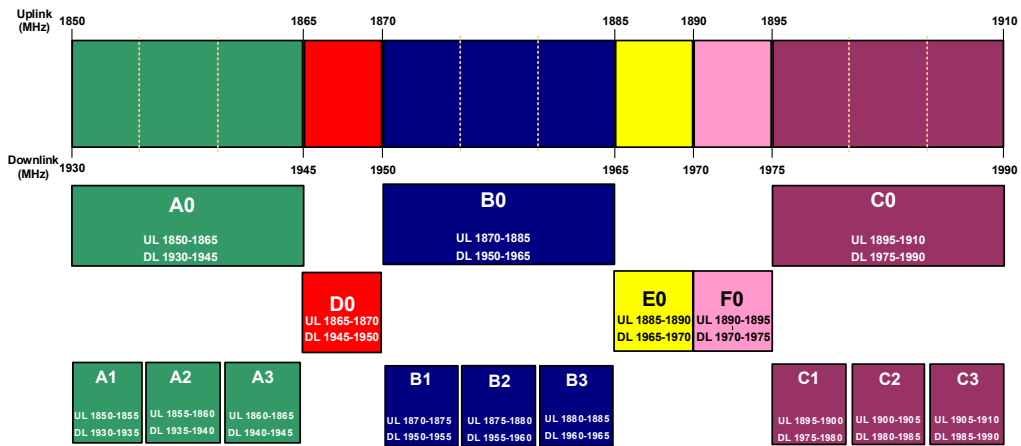 Uplink
(MHz)
1850 1865 1870 1885 1890 1895 1910
Downlink
(MHz)
1930 1945 1950 1965 1970 1975 1990
A0
UL 1850-1865
DL 1930-1945
B0
UL 1870-1885
DL 1950-1965
C0
UL 1895-1910
DL 1975-1990
D0
UL 1865-1870
DL 1945-1950
E0
UL 1885-1890
DL 1965-1970
F0
UL 1890-1895
DL 1970-1975
A1
UL 1850-1855
DL 1930-1935
A2
UL 1855-1860
DL 1935-1940
A3
UL 1860-1865
DL 1940-1945
B1
UL 1870-1875
DL 1950-1955
B2
UL 1875-1880
DL 1955-1960
B3
UL 1880-1885
DL 1960-1965
C1
UL 1895-1900
DL 1975-1980
C2
UL 1900-1905
DL 1980-1985
C3
UL 1905-1910
DL 1985-1990